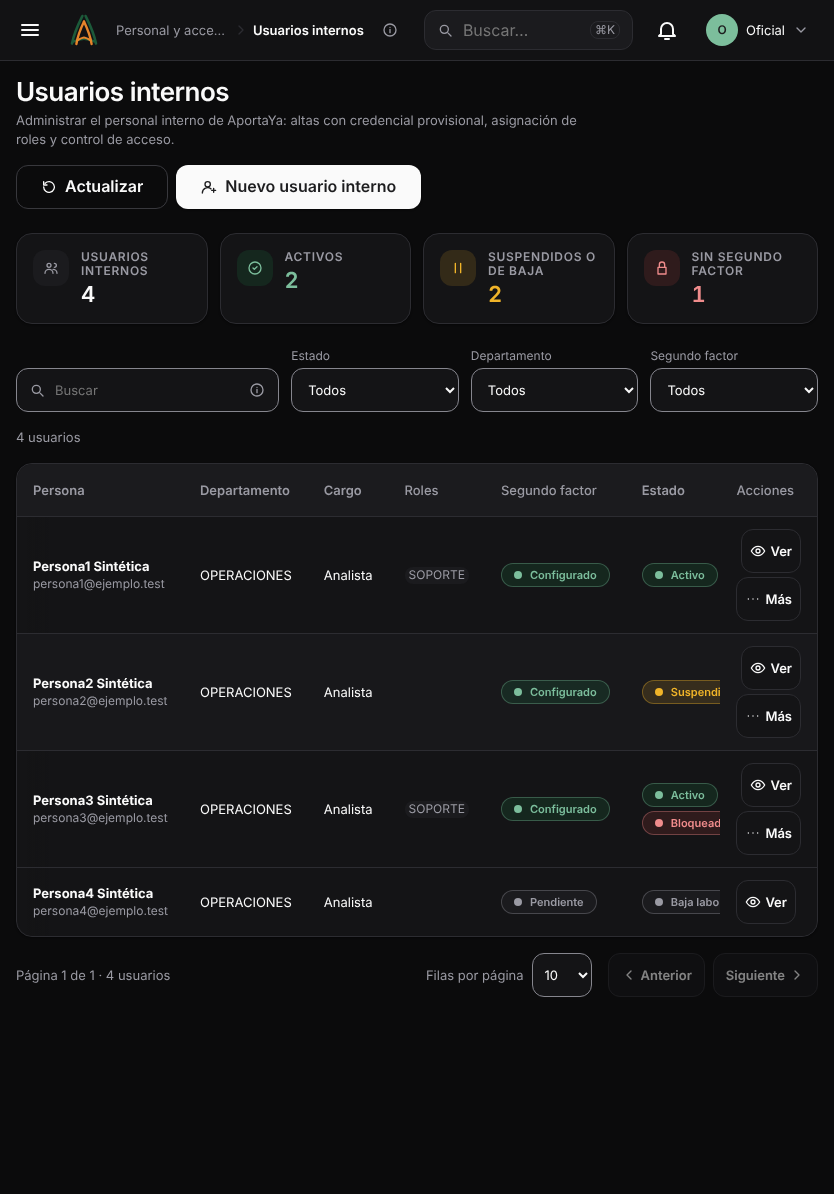 Personal y acce... Usuarios internos Buscar... ⌘K O Oficial
Usuarios internos
Administrar el personal interno de AportaYa: altas con credencial provisional, asignación de
roles y control de acceso.
Actualizar Nuevo usuario interno
USUARIOS INTERNOS
4
ACTIVOS
2
SUSPENDIDOS O DE BAJA
2
SIN SEGUNDO FACTOR
1
Estado Departamento Segundo factor
Buscar Todos Todos Todos
4 usuarios
Persona Departamento Cargo Roles Segundo factor Estado Acciones
Persona1 Sintética
persona1@ejemplo.test
OPERACIONES Analista SOPORTE Configurado Activo
Ver
··· Más
Persona2 Sintética
persona2@ejemplo.test
OPERACIONES Analista Configurado Suspendi
Ver
··· Más
Persona3 Sintética
persona3@ejemplo.test
OPERACIONES Analista SOPORTE Configurado Activo
Bloquead
Ver
··· Más
Persona4 Sintética
persona4@ejemplo.test
OPERACIONES Analista Pendiente Baja labo
Ver
Página 1 de 1 · 4 usuarios Filas por página 10 Anterior Siguiente